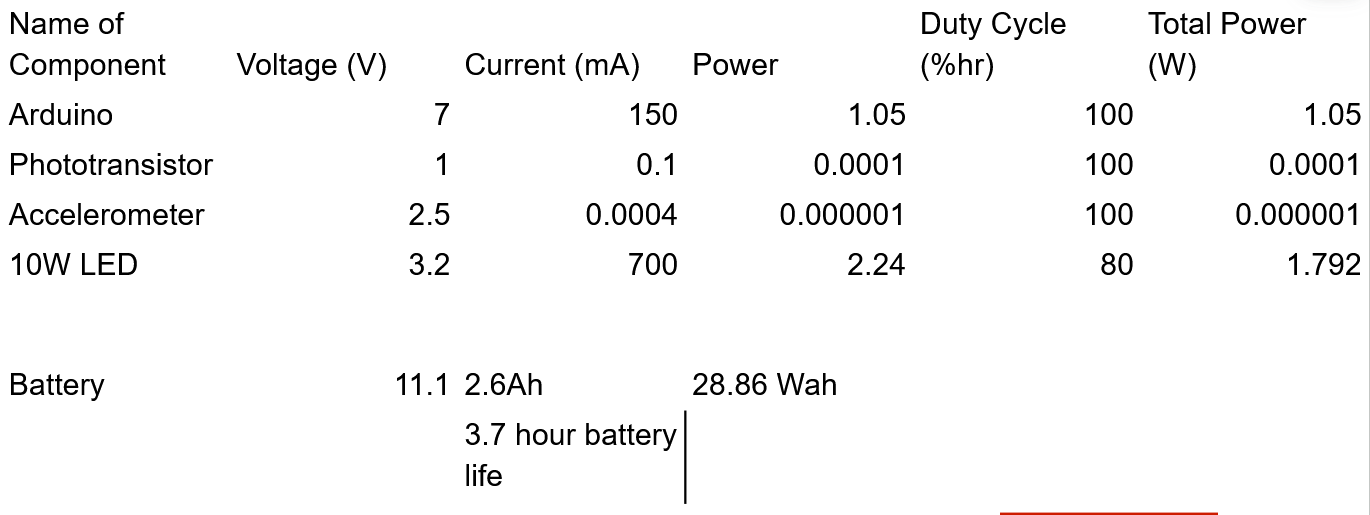 Name of Component Voltage (V) Current (mA) Power Duty Cycle (%hr) Total Power (W)
Arduino 7 150 1.05 100 1.05
Phototransistor 1 0.1 0.0001 100 0.0001
Accelerometer 2.5 0.0004 0.000001 100 0.000001
10W LED 3.2 700 2.24 80 1.792
Battery 11.1 2.6Ah 28.86 Wah
3.7 hour battery
life